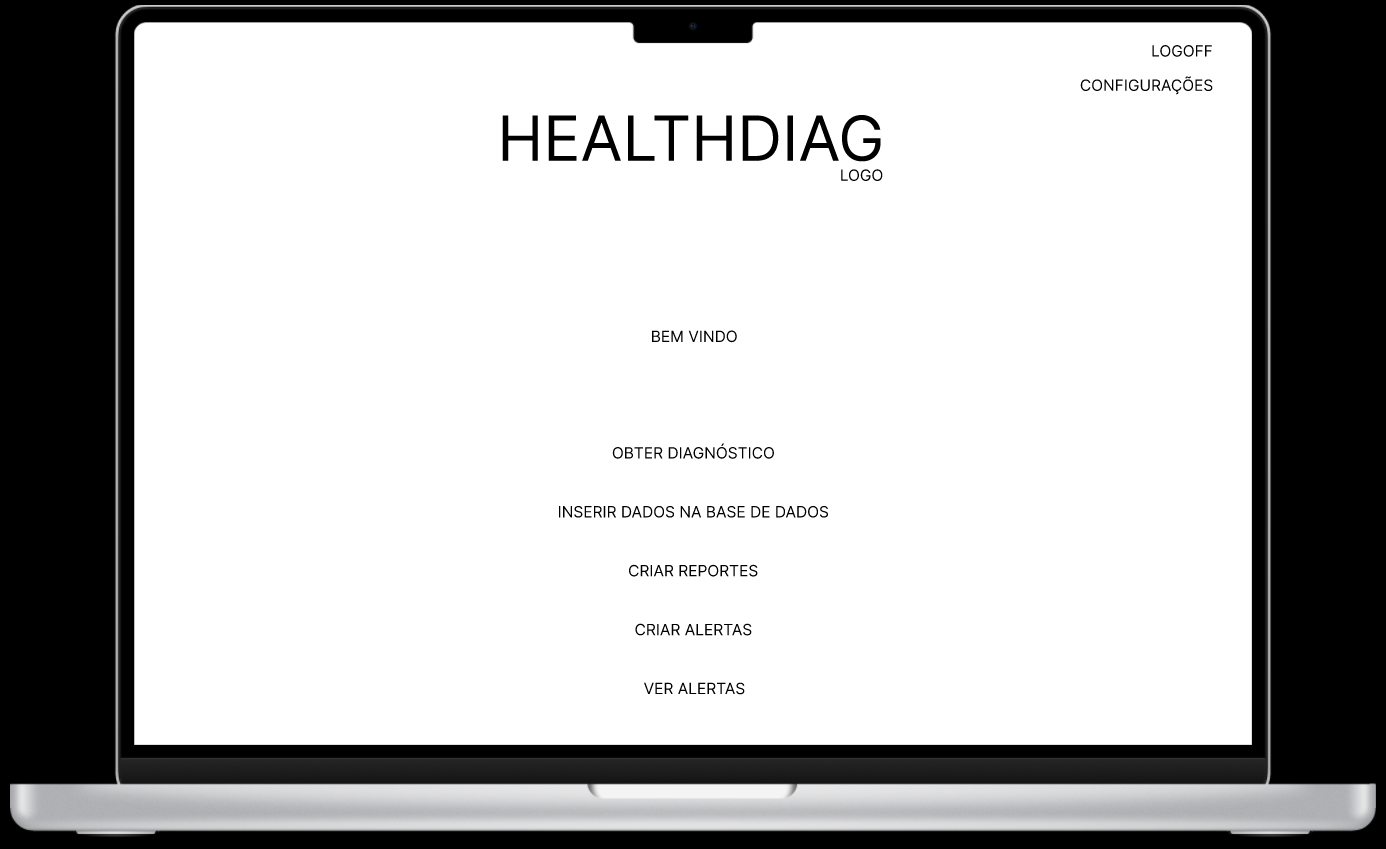 LOGOFF
CONFIGURAÇÕES
HEALTHDIAG
LOGO
BEM VINDO
OBTER DIAGNÓSTICO
INSERIR DADOS NA BASE DE DADOS
CRIAR REPORTES
CRIAR ALERTAS
VER ALERTAS